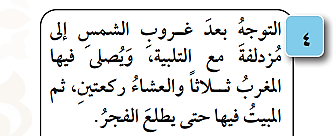 ٤
التوجهُ بعدَ غروبِ الشمسِ إلى
مُزدلفةَ مع التلبيةِ، وَيُصلى فيها
المغربُ ثلاثاً والعشاءُ ركعتينِ، ثم
المبيتُ فيها حتى يطلعَ الفجرُ.